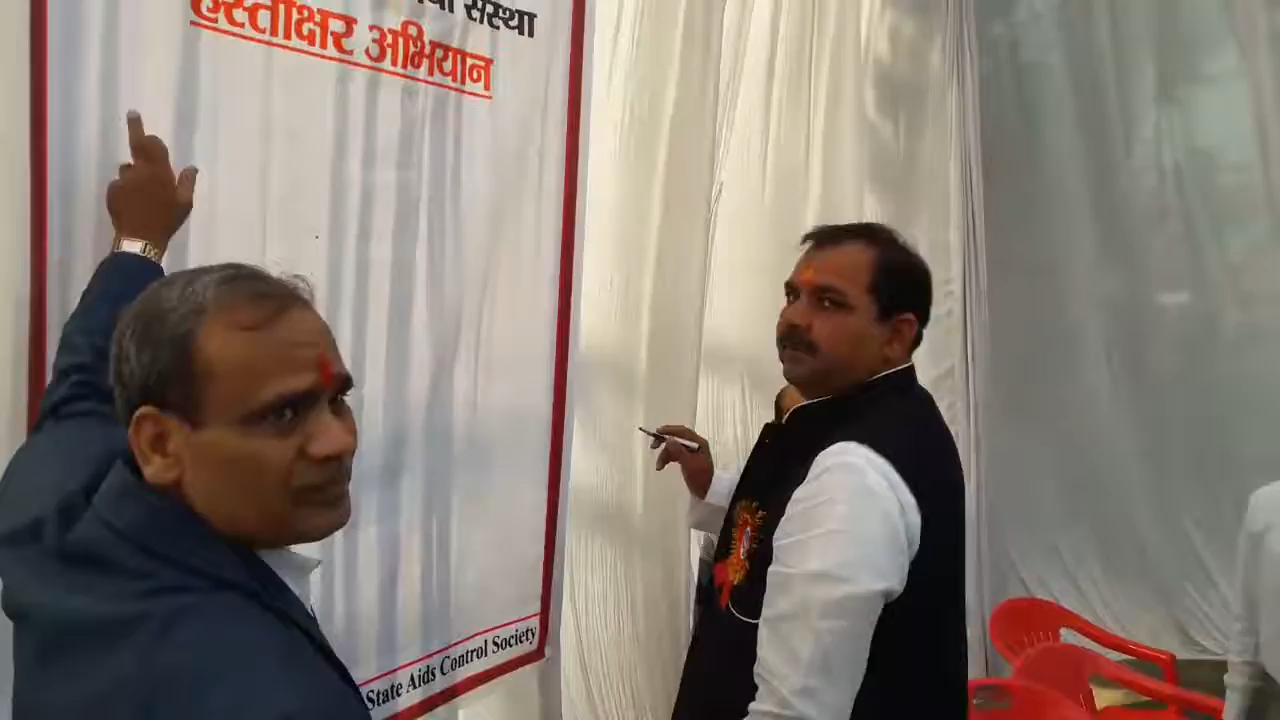 संस्था
हस्ताक्षर अभियान
State Aids Control Society